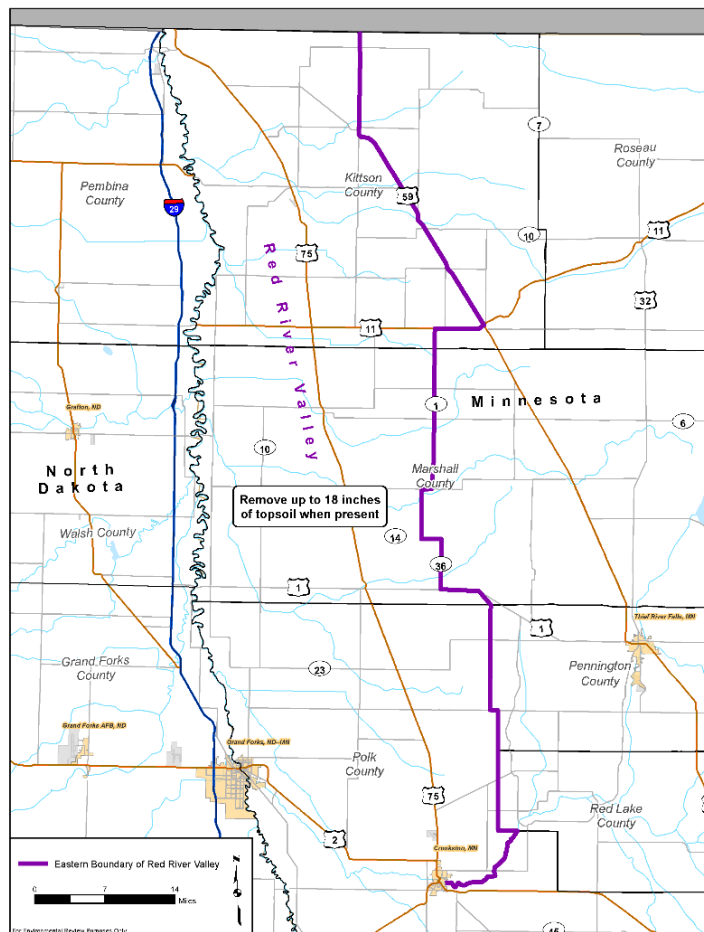 7
Roseau
County
Kittson
County
Pembina
County
59
29
10
11
75
32
Red River Valley
11
1
Minnesota
6
Grafton, ND
10
North
Dakota
Marshall
County
Remove up to 18 inches
of topsoil when present
Walsh County
14
36
1
Thief River Falls, MN
1
Grand Forks
County
23
Pennington
County
Grand Forks AFB, ND
Grand Forks, ND-MN
Polk
County
75
Red Lake
County
2
Crookston, MN
Eastern Boundary of Red River Valley
N
0 7 14
Miles
For Environmental Review Purposes Only